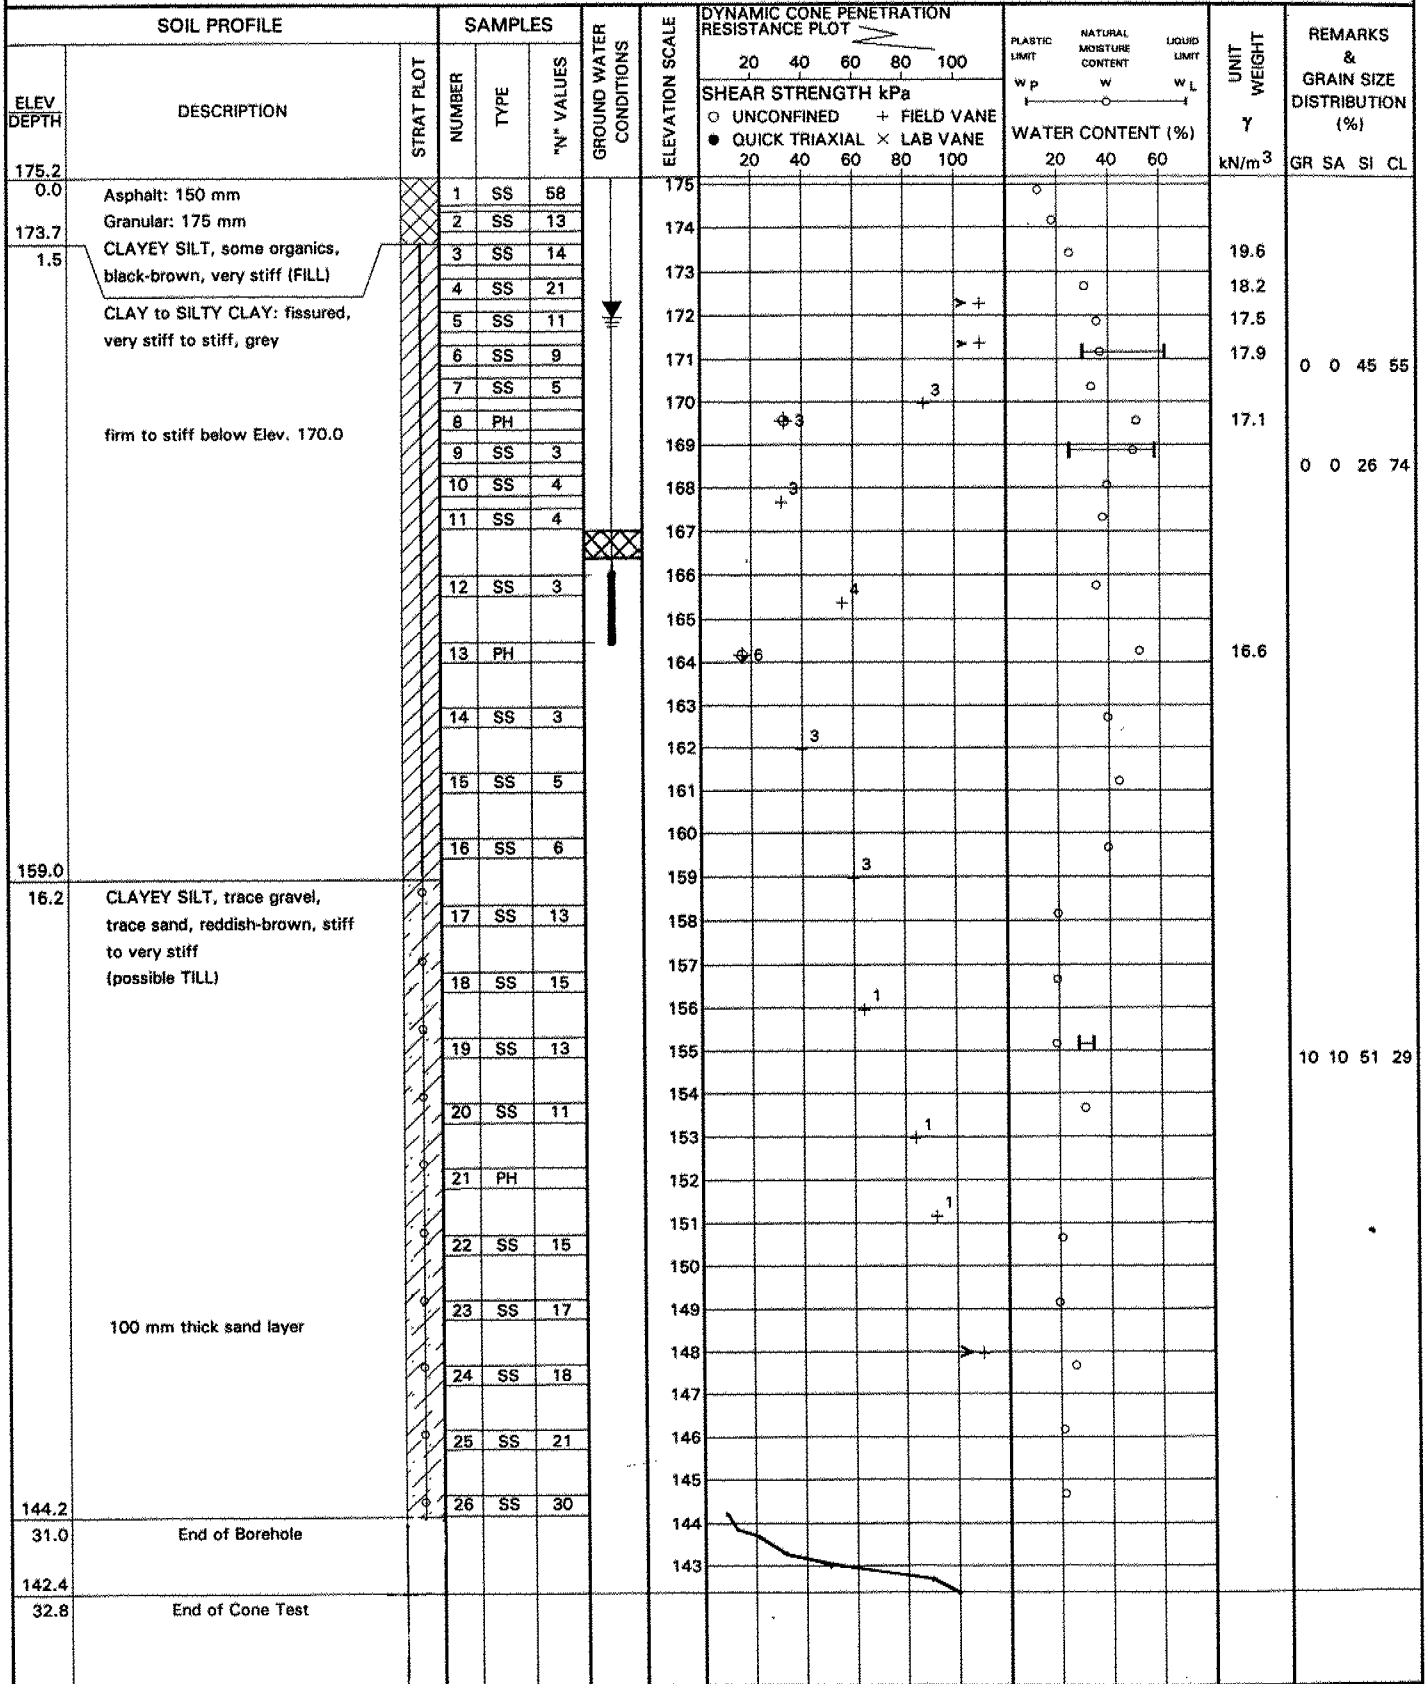 SOIL PROFILE
SAMPLES
GROUND WATER CONDITIONS
ELEVATION SCALE
DYNAMIC CONE PENETRATION
RESISTANCE PLOT
20 40 60 80 100
SHEAR STRENGTH kPa
O UNCONFINED + FIELD VANE
● QUICK TRIAXIAL × LAB VANE
20 40 60 80 100
PLASTIC LIMIT
NATURAL MOISTURE CONTENT
LIQUID LIMIT
W P W W L
WATER CONTENT (%)
20 40 60
UNIT WEIGHT
γ
kN/m³
REMARKS
&
GRAIN SIZE
DISTRIBUTION
(%)
GR SA SI CL
ELEV
DEPTH
DESCRIPTION
STRAT PLOT
NUMBER
TYPE
"N" VALUES
175.2
0.0
Asphalt: 150 mm
Granular: 175 mm
173.7
1.5
CLAYEY SILT, some organics,
black-brown, very stiff (FILL)
CLAY to SILTY CLAY: fissured,
very stiff to stiff, grey
firm to stiff below Elev. 170.0
159.0
16.2
CLAYEY SILT, trace gravel,
trace sand, reddish-brown, stiff
to very stiff
(possible TILL)
100 mm thick sand layer
144.2
31.0
End of Borehole
142.4
32.8
End of Cone Test
1 SS 58
2 SS 13
3 SS 14
4 SS 21
5 SS 11
6 SS 9
7 SS 5
8 PH
9 SS 3
10 SS 4
11 SS 4
12 SS 3
13 PH
14 SS 3
15 SS 5
16 SS 6
17 SS 13
18 SS 15
19 SS 13
20 SS 11
21 PH
22 SS 15
23 SS 17
24 SS 18
25 SS 21
26 SS 30
175
174
173
172
171
170
169
168
167
166
165
164
163
162
161
160
159
158
157
156
155
154
153
152
151
150
149
148
147
146
145
144
143
3
3
3
4
6
3
3
1
1
1
19.6
18.2
17.5
17.9
17.1
16.6
0 0 45 55
0 0 26 74
10 10 51 29